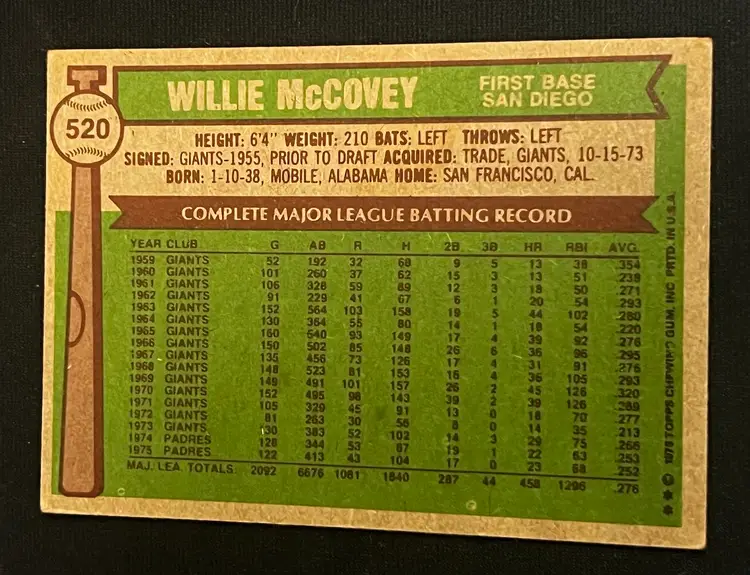 520
WILLIE McCOVEY
FIRST BASE
SAN DIEGO
HEIGHT: 6'4" WEIGHT: 210 BATS: LEFT THROWS: LEFT
SIGNED: GIANTS-1955, PRIOR TO DRAFT ACQUIRED: TRADE, GIANTS, 10-15-73
BORN: 1-10-38, MOBILE, ALABAMA HOME: SAN FRANCISCO, CAL.
COMPLETE MAJOR LEAGUE BATTING RECORD
YEAR CLUB G AB R H 2B 3B HR RBI AVG.
1959 GIANTS 52 192 32 68 9 5 13 38 .354
1960 GIANTS 101 260 37 62 15 3 13 51 .238
1961 GIANTS 106 328 59 89 12 3 18 50 .271
1962 GIANTS 91 229 41 67 6 1 20 54 .293
1963 GIANTS 152 564 103 158 19 5 44 102 .280
1964 GIANTS 130 364 55 80 14 1 18 54 .220
1965 GIANTS 160 540 93 149 17 4 39 92 .276
1966 GIANTS 150 502 85 148 26 6 36 96 .295
1967 GIANTS 135 456 73 126 17 4 31 91 .276
1968 GIANTS 148 523 81 153 16 4 36 105 .293
1969 GIANTS 149 491 101 157 26 2 45 126 .320
1970 GIANTS 152 495 98 143 39 2 39 126 .289
1971 GIANTS 105 329 45 91 13 0 18 70 .277
1972 GIANTS 81 263 30 56 8 0 14 35 .213
1973 GIANTS 130 383 52 102 14 3 29 75 .266
1974 PADRES 128 344 53 87 19 1 22 63 .253
1975 PADRES 122 413 43 104 17 0 23 68 .252
MAJ. LEA. TOTALS 2092 6676 1081 1840 287 44 458 1296 .276
**© 1976 TOPPS CHEWING GUM, INC. PRTD. IN U.S.A.